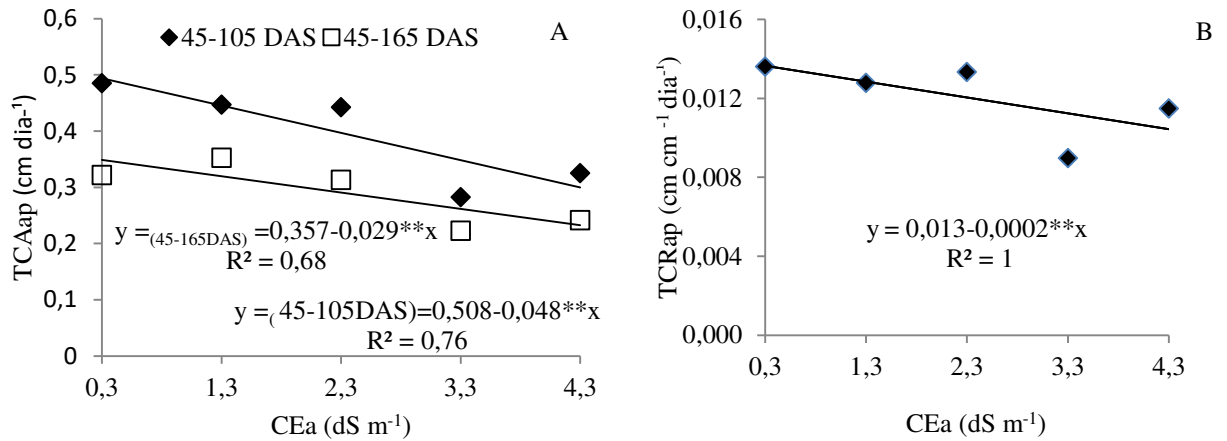 45-105 DAS 45-165 DAS
A
TCAap (cm dia-¹)
0,6
0,5
0,4
0,3
0,2
0,1
0
y =(45-165DAS) =0,357-0,029**x
R² = 0,68
y =( 45-105DAS)=0,508-0,048**x
R² = 0,76
0,3 1,3 2,3 3,3 4,3
CEa (dS m-1)
B
TCRap (cm cm -1 dia-1)
0,016
0,012
0,008
0,004
0,000
y = 0,013-0,0002**x
R² = 1
0,3 1,3 2,3 3,3 4,3
CEa (dS m-1)